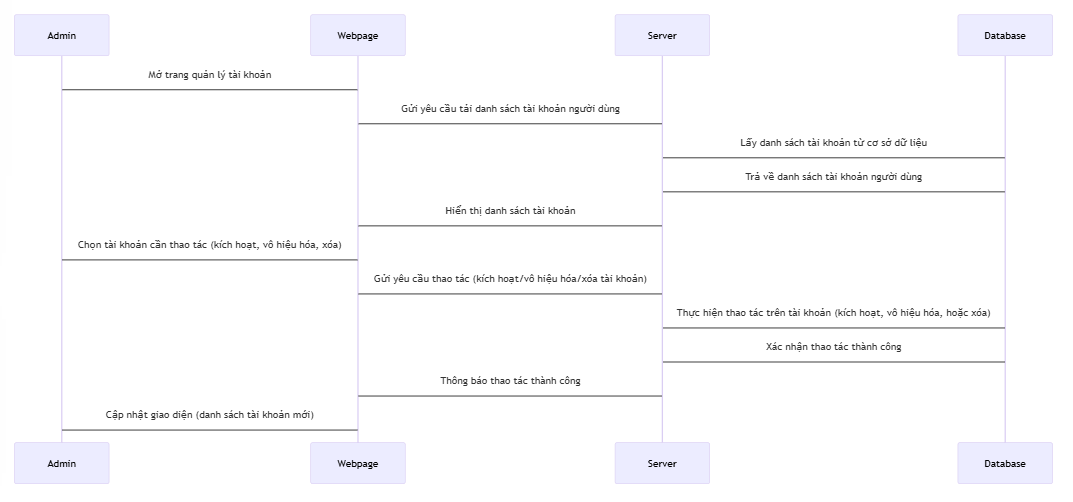 Admin
Webpage
Server
Database
Mở trang quản lý tài khoản
Gửi yêu cầu tải danh sách tài khoản người dùng
Lấy danh sách tài khoản từ cơ sở dữ liệu
Trả về danh sách tài khoản người dùng
Hiển thị danh sách tài khoản
Chọn tài khoản cần thao tác (kích hoạt, vô hiệu hóa, xóa)
Gửi yêu cầu thao tác (kích hoạt/vô hiệu hóa/xóa tài khoản)
Thực hiện thao tác trên tài khoản (kích hoạt, vô hiệu hóa, hoặc xóa)
Xác nhận thao tác thành công
Thông báo thao tác thành công
Cập nhật giao diện (danh sách tài khoản mới)
Admin
Webpage
Server
Database